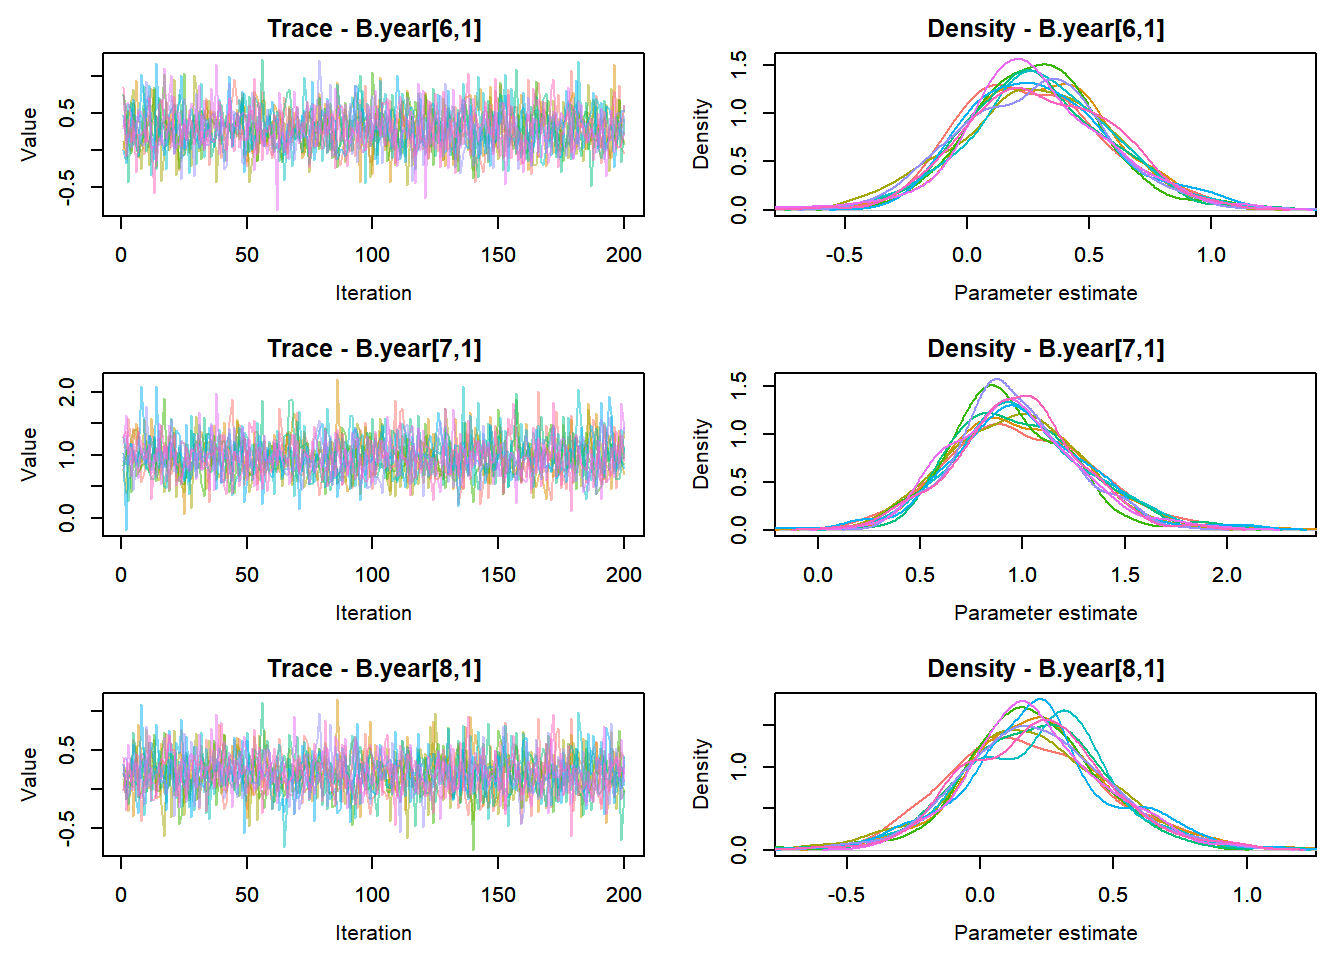 Trace - B.year[6,1]
Value
-0.5 0.5
0 50 100 150 200
Iteration
Density - B.year[6,1]
Density
0.0 0.5 1.0 1.5
-0.5 0.0 0.5 1.0
Parameter estimate
Trace - B.year[7,1]
Value
0.0 1.0 2.0
0 50 100 150 200
Iteration
Density - B.year[7,1]
Density
0.0 0.5 1.0 1.5
0.0 0.5 1.0 1.5 2.0
Parameter estimate
Trace - B.year[8,1]
Value
-0.5 0.5
0 50 100 150 200
Iteration
Density - B.year[8,1]
Density
0.0 1.0
-0.5 0.0 0.5 1.0
Parameter estimate